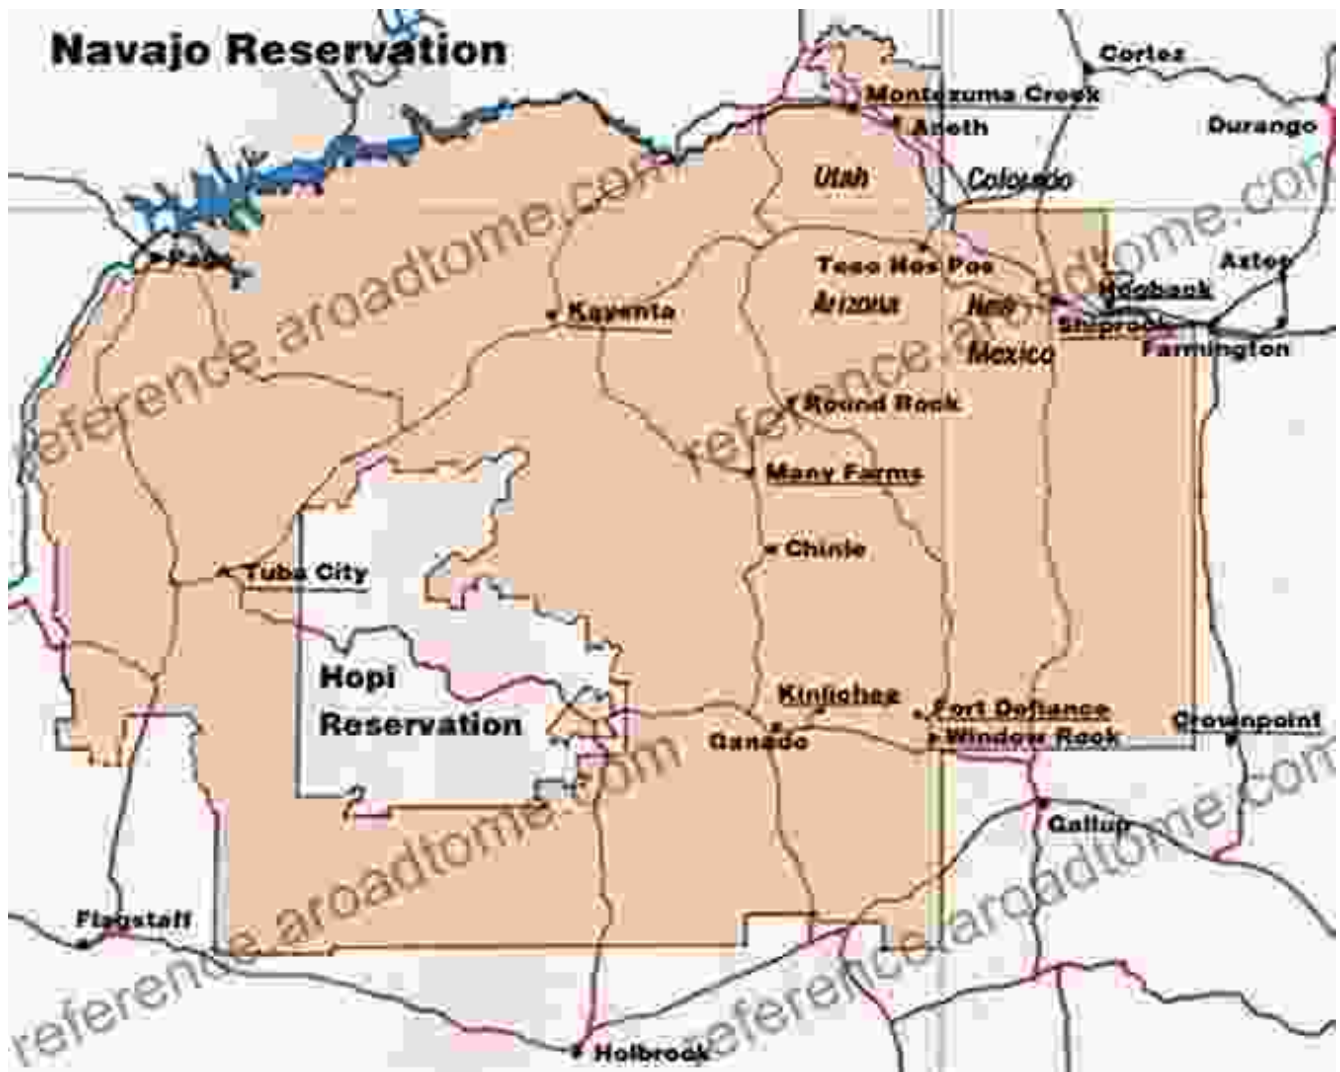 Navajo Reservation
Cortez
Montezuma Creek
Aneth
Durango
Utah
Colorado
Page
Aztec
Teec Nos Pos
Hogback
Kayenta
Arizona
New
Mexico
Shiprock
Farmington
Round Rock
Many Farms
Chinle
Tuba City
Hopi
Reservation
Kinlichee
Fort Defiance
Ganado
Window Rock
Crownpoint
Gallup
Flagstaff
Holbrook
reference.aroadtome.com
reference.aroadtome.com
reference.aroadtome.com
reference.aroadtome.com